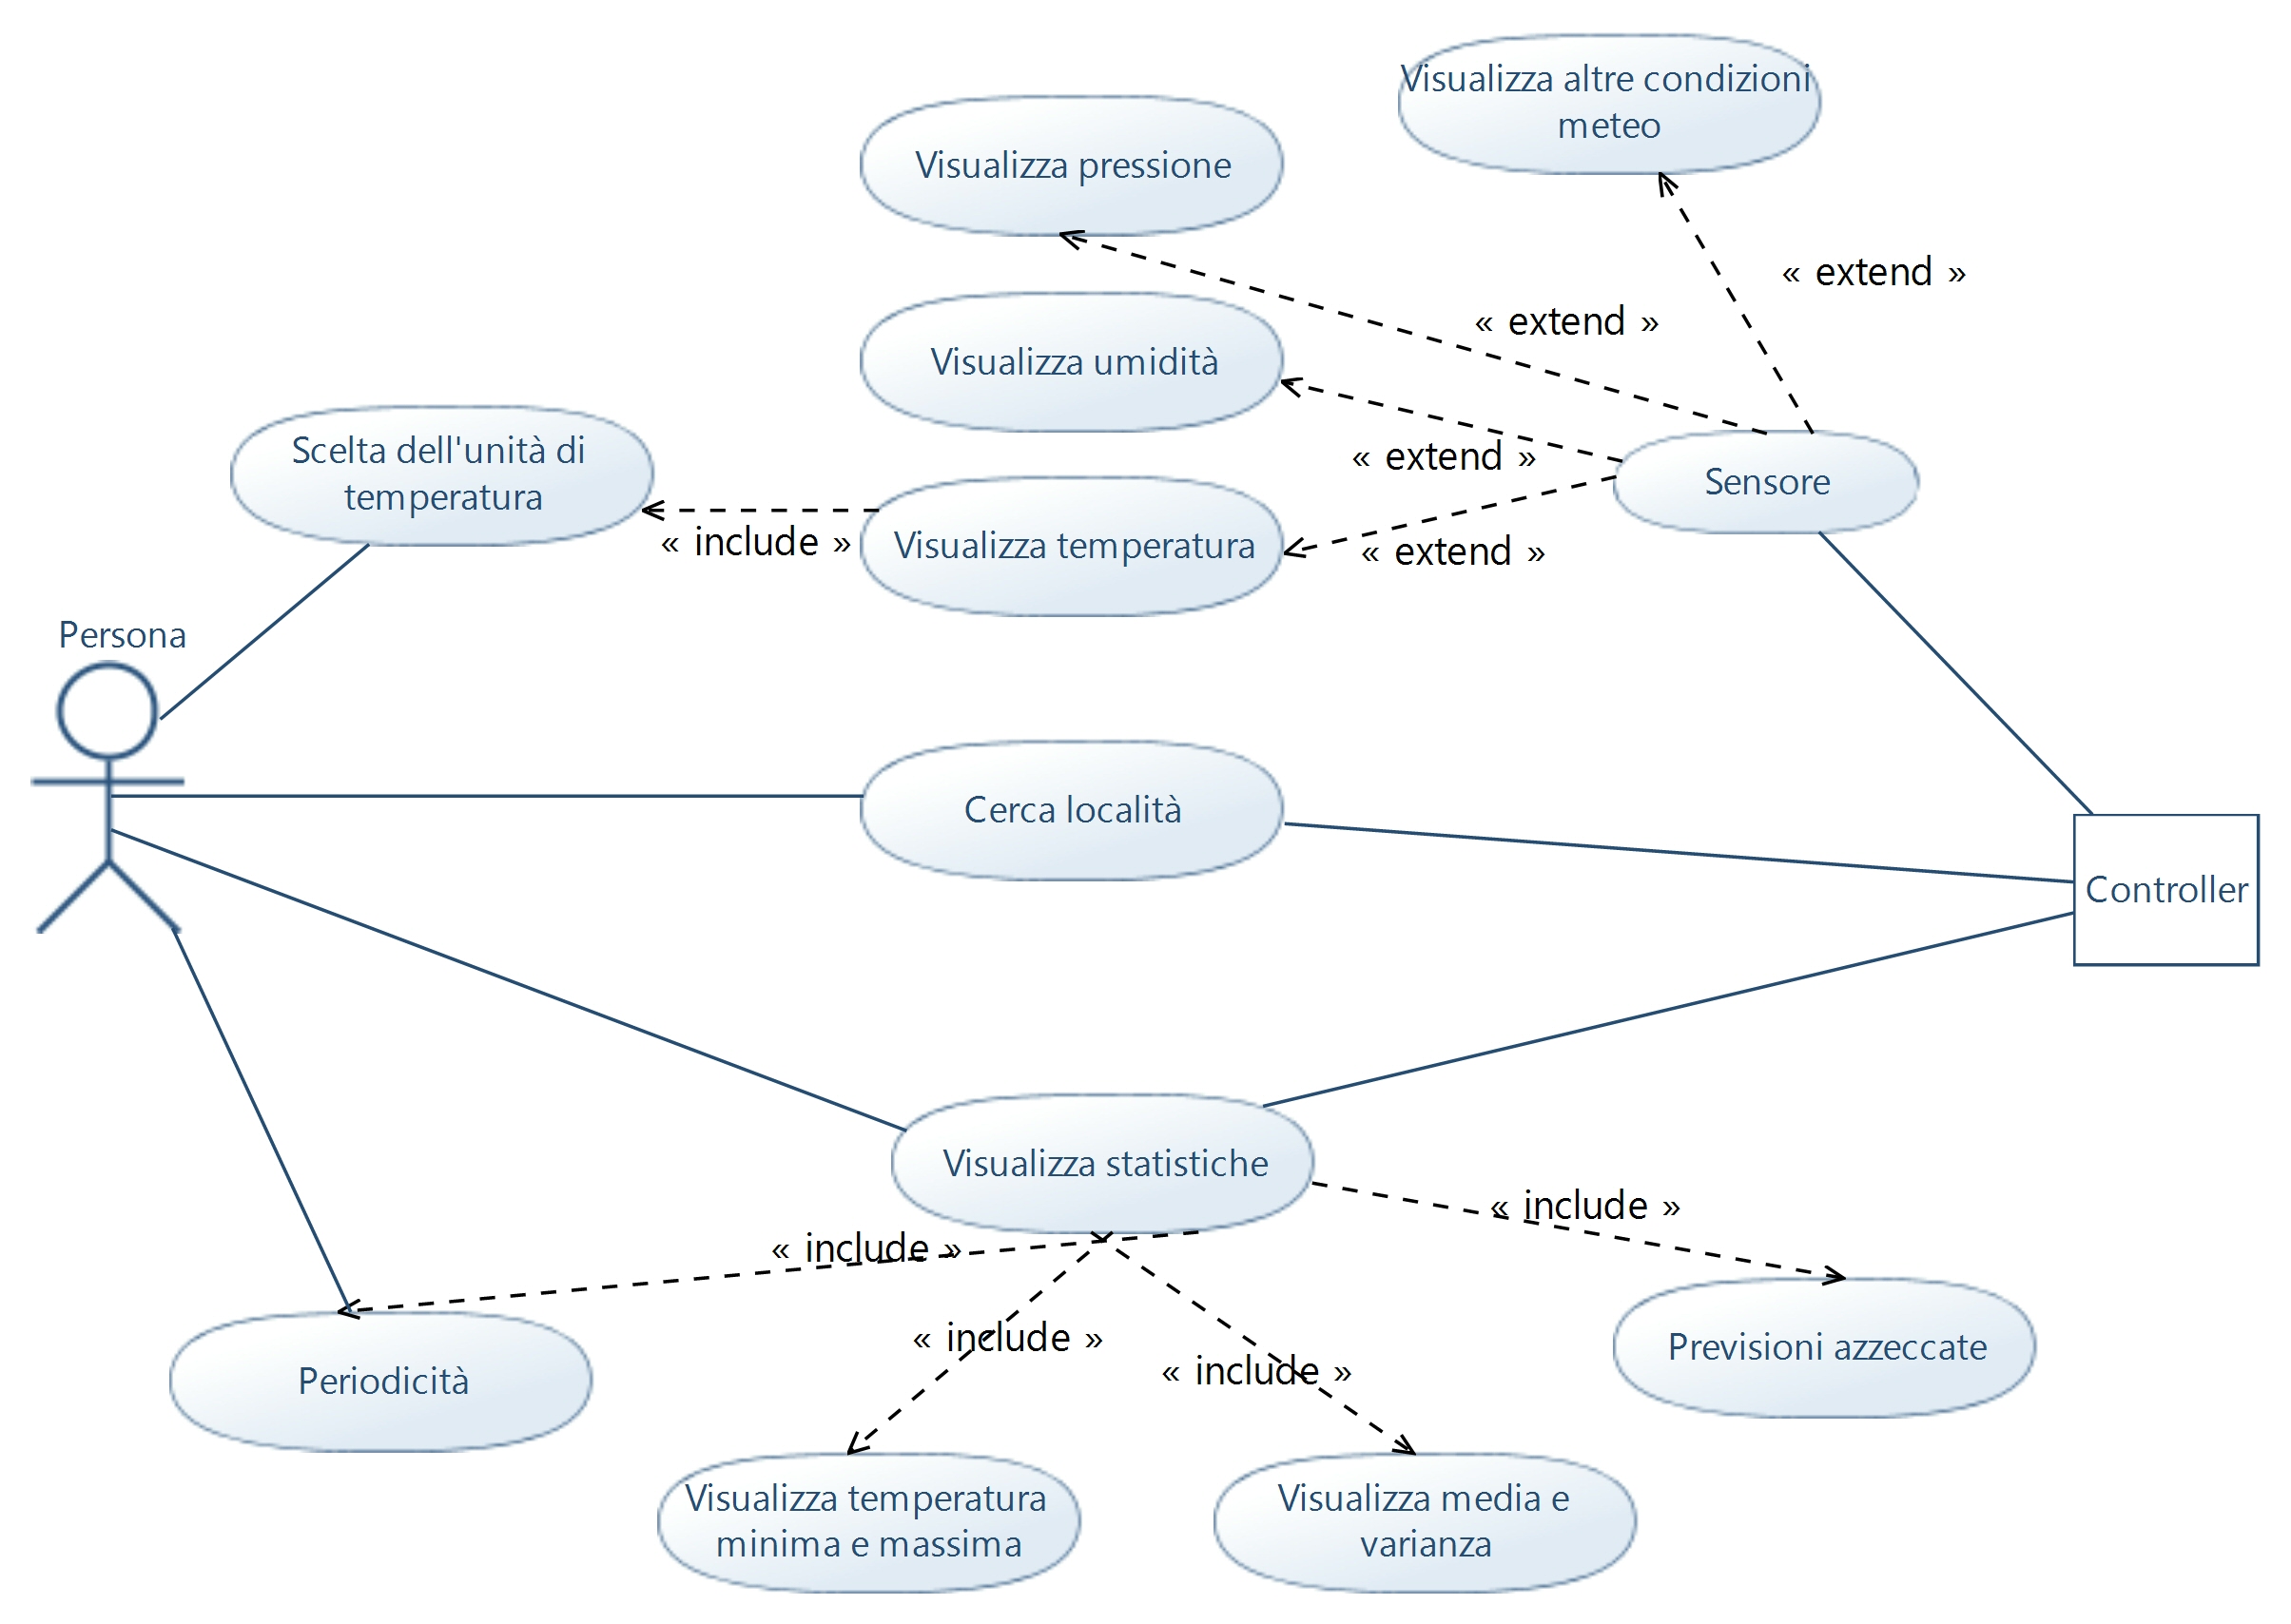 Visualizza altre condizioni
meteo
Visualizza pressione
« extend »
« extend »
Visualizza umidità
Scelta dell'unità di
temperatura
« extend »
Sensore
« include »
Visualizza temperatura
« extend »
Persona
Cerca località
Controller
Visualizza statistiche
« include »
« include »
« include »
« include »
Previsioni azzeccate
Periodicità
Visualizza temperatura
minima e massima
Visualizza media e
varianza